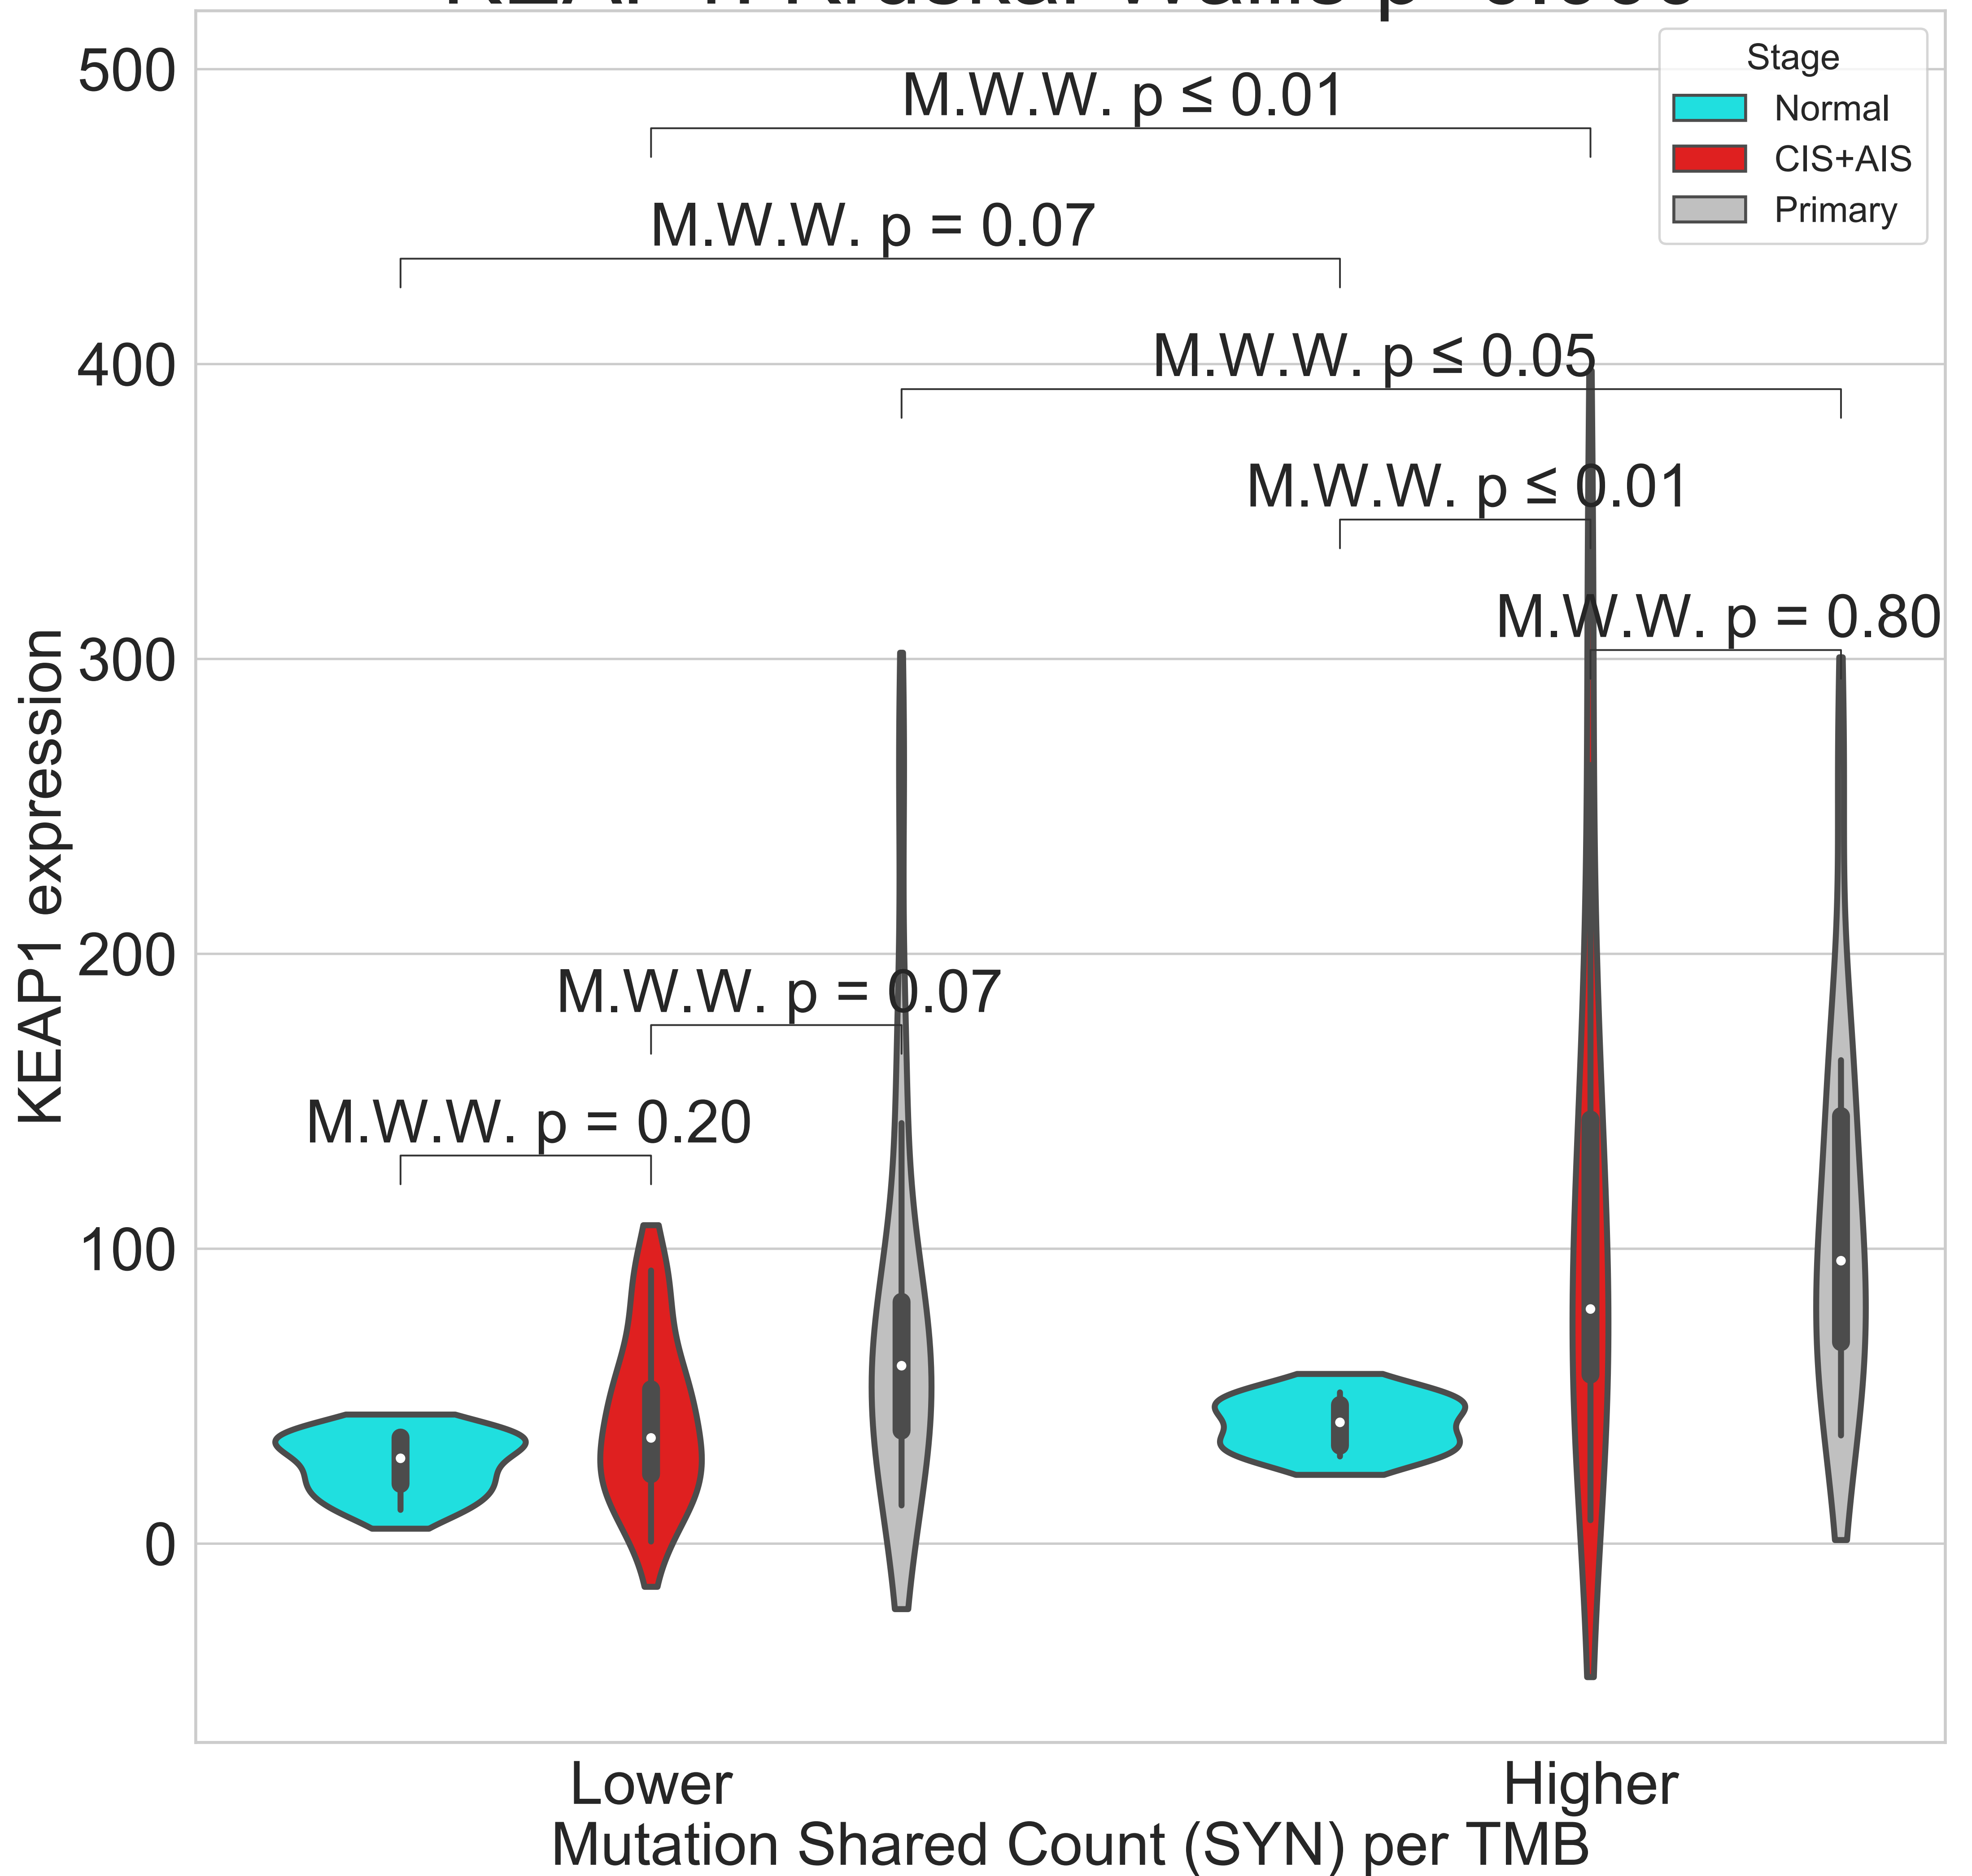 500
400
300
200
100
0
KEAP1 expression
M.W.W. p ≤ 0.01
M.W.W. p = 0.07
M.W.W. p ≤ 0.05
M.W.W. p ≤ 0.01
M.W.W. p = 0.80
M.W.W. p = 0.07
M.W.W. p = 0.20
Stage
Normal
CIS+AIS
Primary
Lower
Higher
Mutation Shared Count (SYN) per TMB